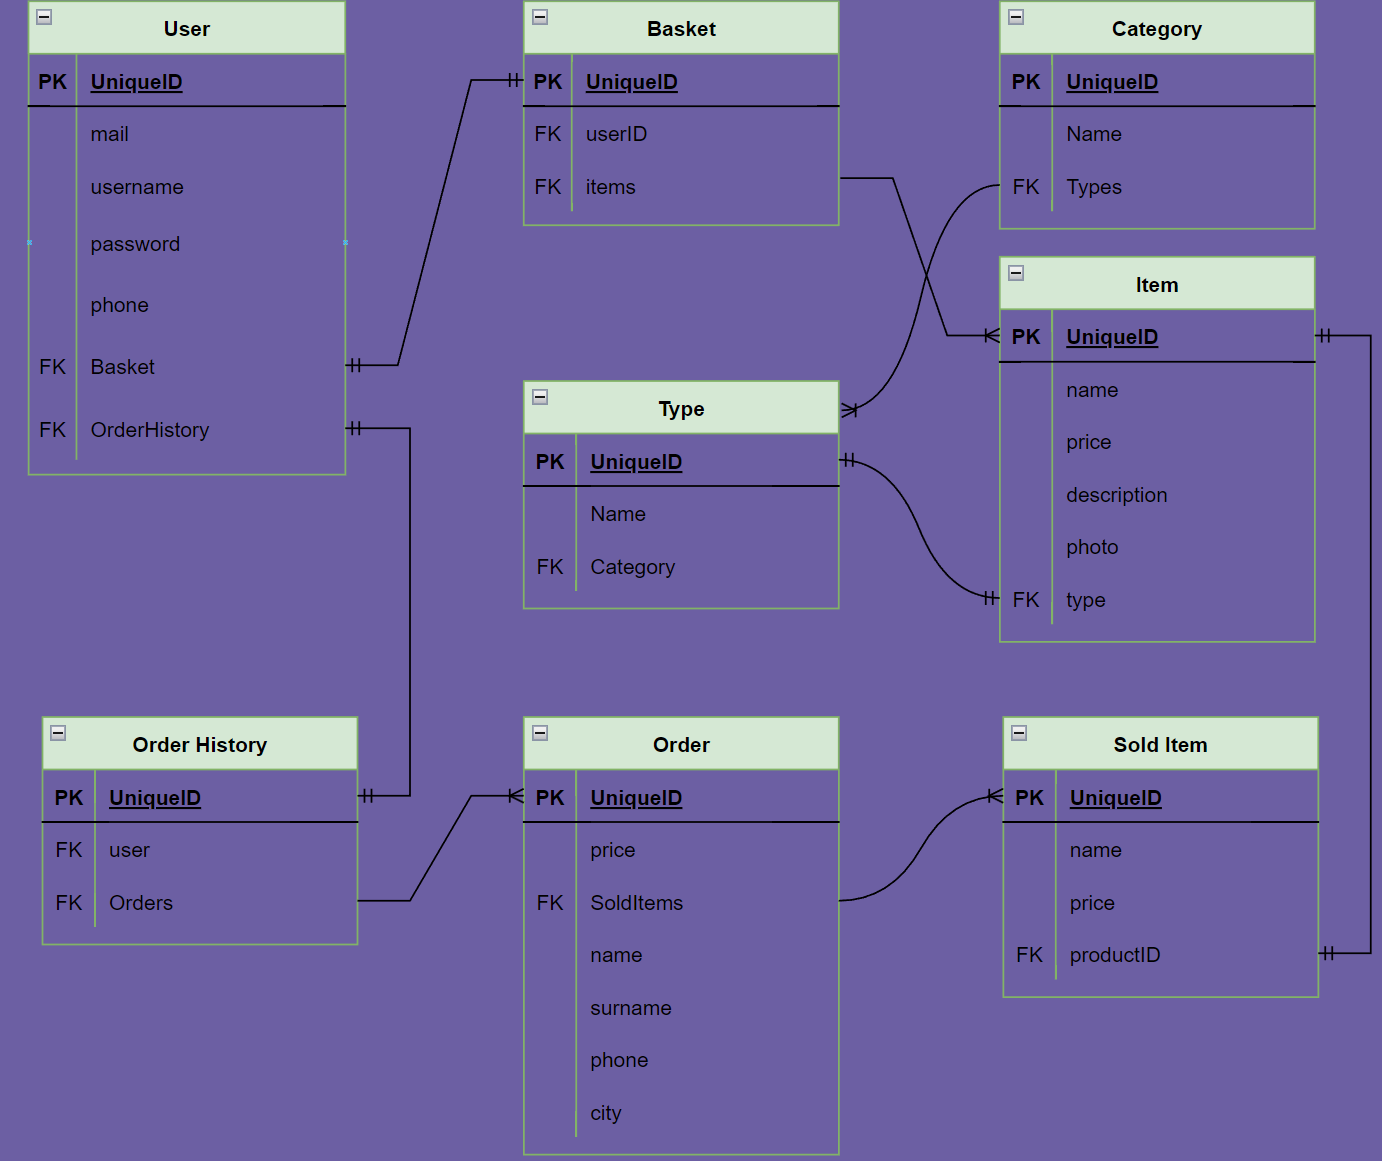 User
PK UniqueID
mail
username
password
phone
FK Basket
FK OrderHistory
Basket
PK UniqueID
FK userID
FK items
Category
PK UniqueID
Name
FK Types
Item
PK UniqueID
name
price
description
photo
FK type
Type
PK UniqueID
Name
FK Category
Order History
PK UniqueID
FK user
FK Orders
Order
PK UniqueID
price
FK SoldItems
name
surname
phone
city
Sold Item
PK UniqueID
name
price
FK productID